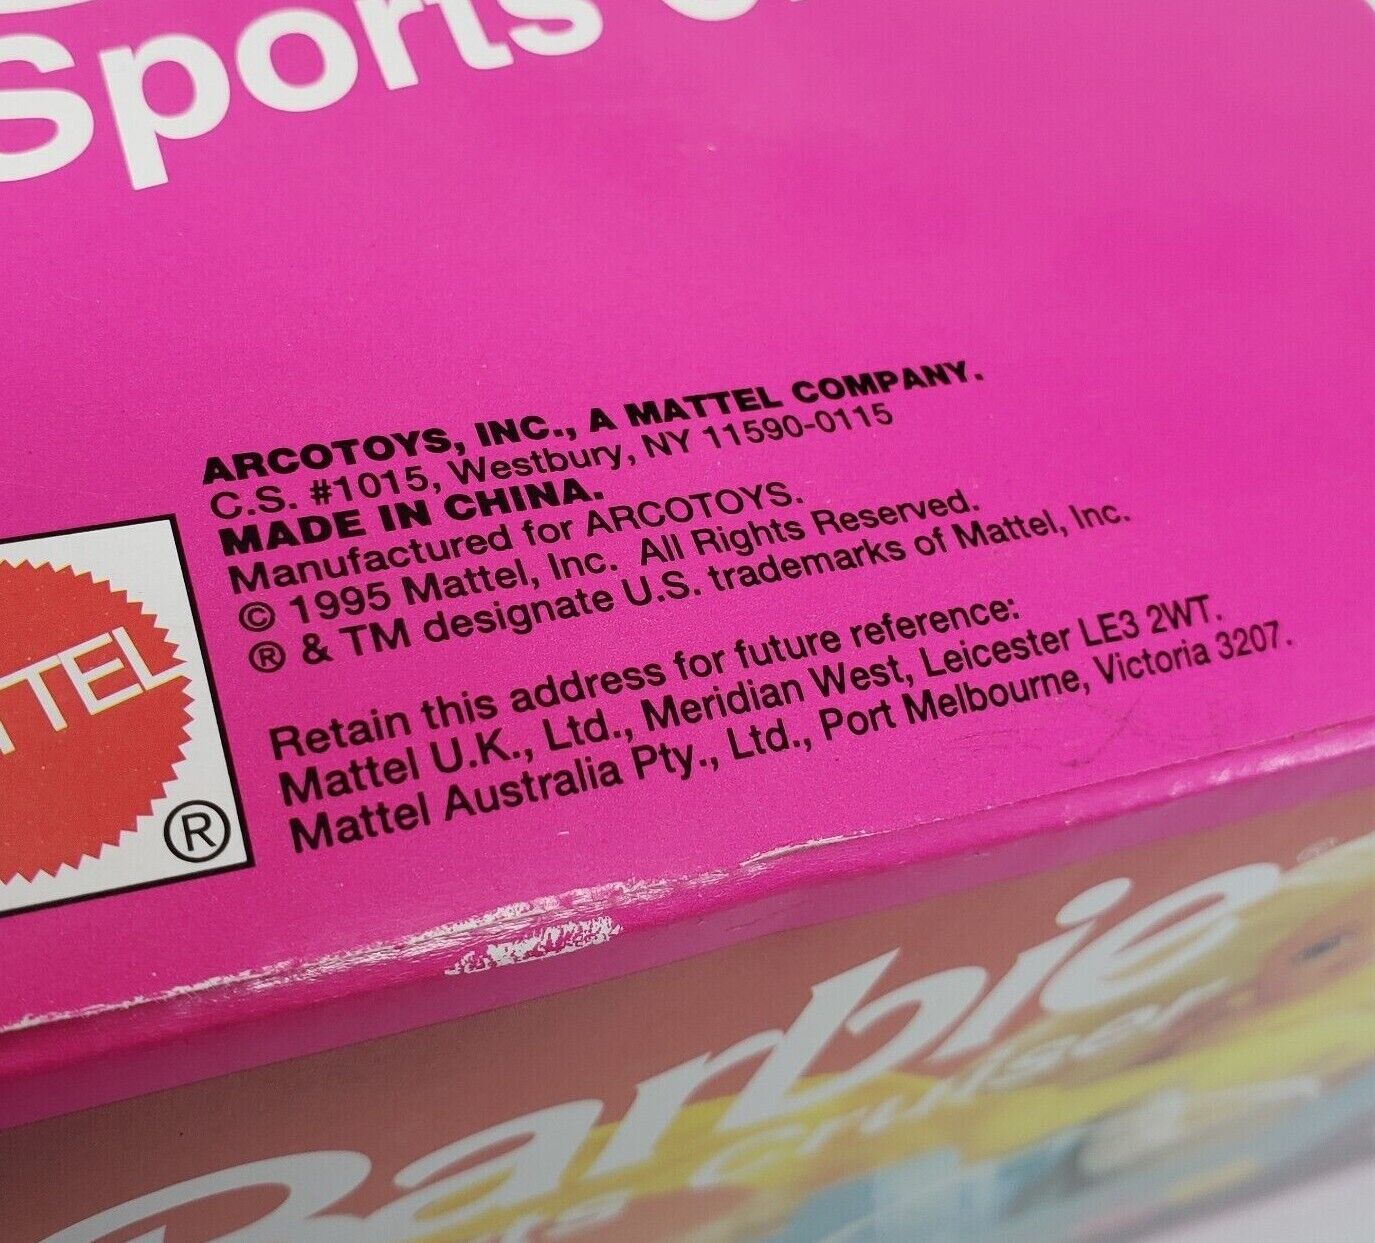 Sports
ARCOTOYS, INC., A MATTEL COMPANY.
C.S. #1015, Westbury, NY 11590-0115
MADE IN CHINA.
Manufactured for ARCOTOYS.
© 1995 Mattel, Inc. All Rights Reserved.
® & TM designate U.S. trademarks of Mattel, Inc.
Retain this address for future reference:
Mattel U.K., Ltd., Meridian West, Leicester LE3 2WT.
Mattel Australia Pty., Ltd., Port Melbourne, Victoria 3207.
TTEL
®
Barbie
ts cruiser